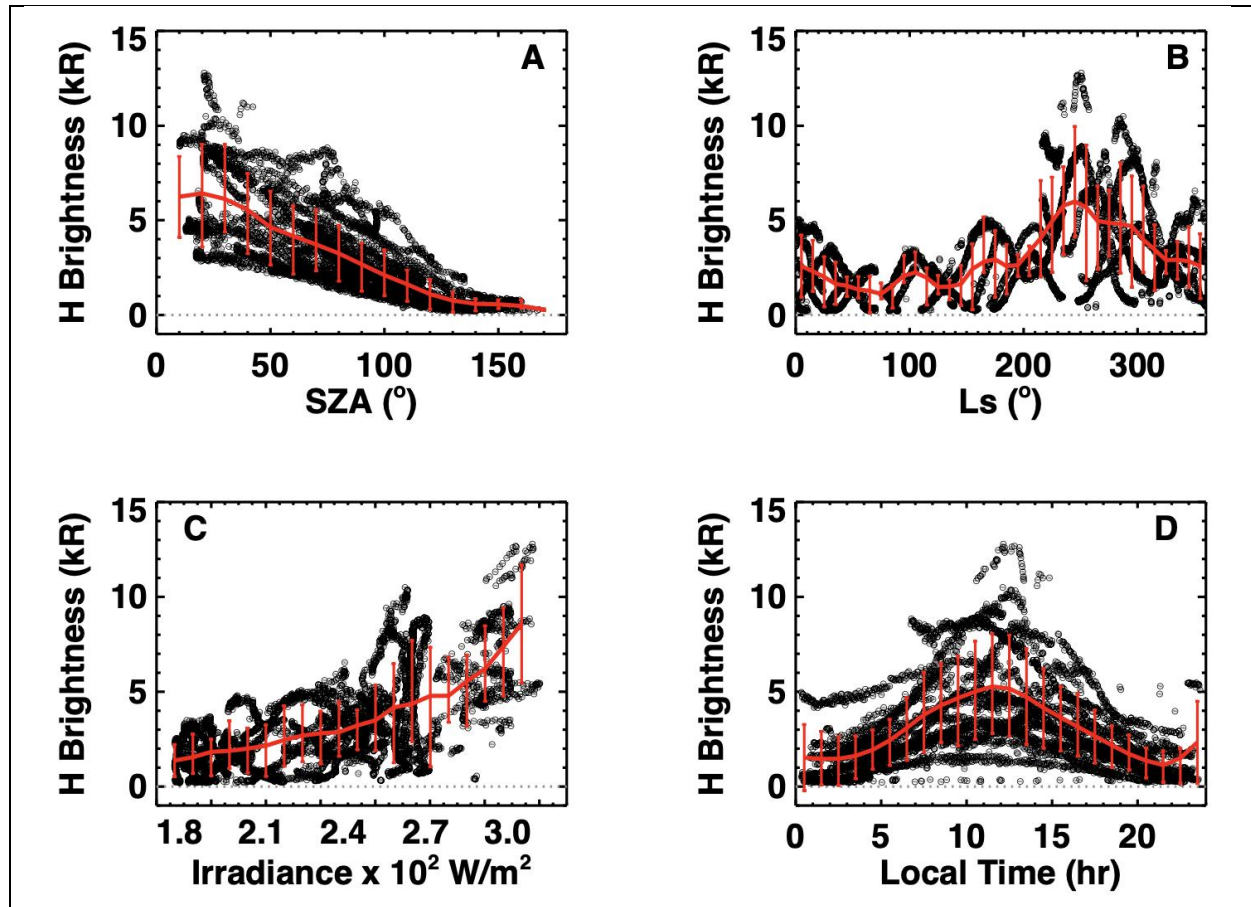 A
H Brightness (kR)
15
10
5
0
0 50 100 150
SZA (°)
B
H Brightness (kR)
15
10
5
0
0 100 200 300
Ls (°)
C
H Brightness (kR)
15
10
5
0
1.8 2.1 2.4 2.7 3.0
Irradiance x 10² W/m²
D
H Brightness (kR)
15
10
5
0
0 5 10 15 20
Local Time (hr)